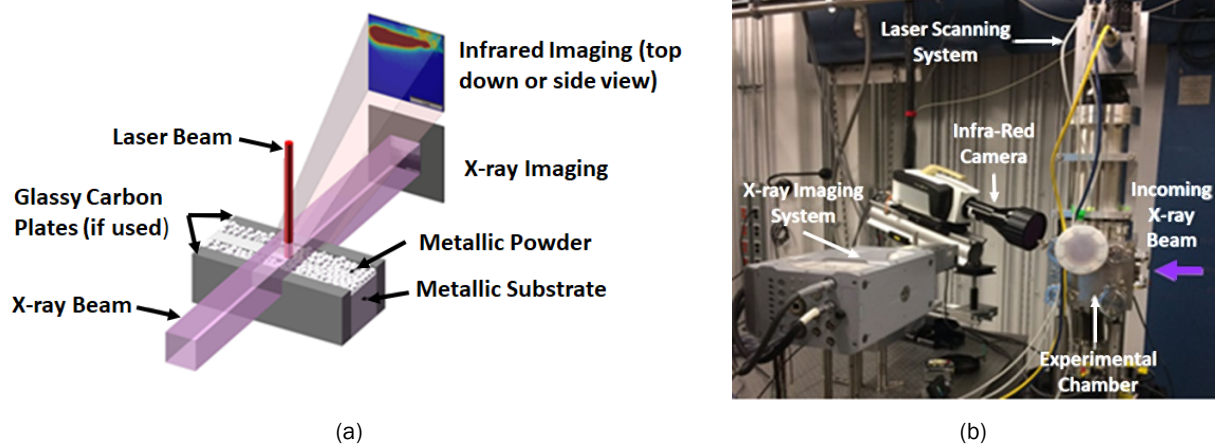 Infrared Imaging (top
down or side view)
Laser Beam
X-ray Imaging
Glassy Carbon
Plates (if used)
Metallic Powder
Metallic Substrate
X-ray Beam
(a)
Laser Scanning
System
Infra-Red
Camera
X-ray Imaging
System
Incoming
X-ray
Beam
Experimental
Chamber
(b)